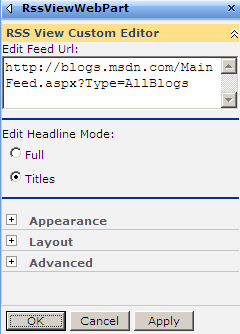 RssViewWebPart
RSS View Custom Editor
Edit Feed Url:
http://blogs.msdn.com/Main
Feed.aspx?Type=AllBlogs
Edit Headline Mode:
Full
Titles
Appearance
Layout
Advanced
OK Cancel Apply